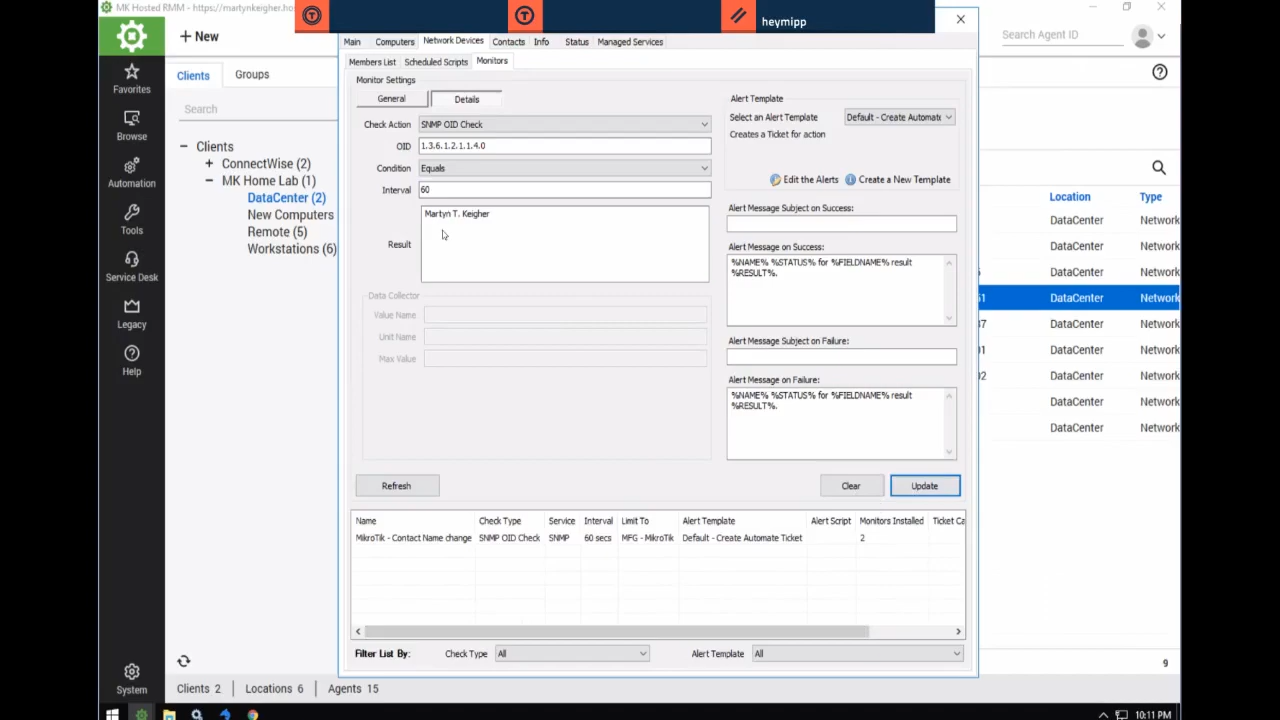 MK Hosted RMM - https://martynkeigher.ho
heymipp
+ New
Search Agent ID
Favorites
Browse
Automation
Tools
Service Desk
Legacy
Help
System
Clients
Groups
Search
− Clients
+ ConnectWise (2)
− MK Home Lab (1)
DataCenter (2)
New Computers
Remote (5)
Workstations (6)
Main Computers Network Devices Contacts Info Status Managed Services
Members List Scheduled Scripts Monitors
Monitor Settings
General Details
Check Action SNMP OID Check
OID 1.3.6.1.2.1.1.4.0
Condition Equals
Interval 60
Result Martyn T. Keigher
Data Collector
Value Name
Unit Name
Max Value
Alert Template
Select an Alert Template Default - Create Automate
Creates a Ticket for action
Edit the Alerts Create a New Template
Alert Message Subject on Success:
Alert Message on Success:
%NAME% %STATUS% for %FIELDNAME% result
%RESULT%.
Alert Message Subject on Failure:
Alert Message on Failure:
%NAME% %STATUS% for %FIELDNAME% result
%RESULT%.
Refresh Clear Update
Name Check Type Service Interval Limit To Alert Template Alert Script Monitors Installed Ticket Ca
MikroTik - Contact Name change SNMP OID Check SNMP 60 secs MFG - MikroTik Default - Create Automate Ticket 2
Filter List By: Check Type All Alert Template All
Location Type
DataCenter Network
DataCenter Network
DataCenter Network
51 DataCenter Network
37 DataCenter Network
01 DataCenter Network
02 DataCenter Network
DataCenter Network
DataCenter Network
9
Clients 2 Locations 6 Agents 15
10:11 PM